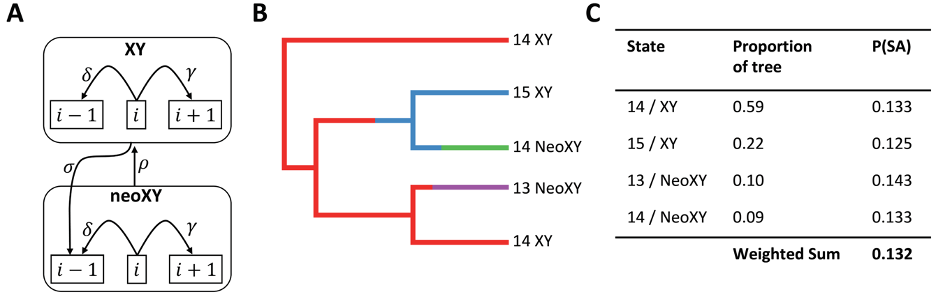 A
XY
δ
γ
i − 1
i
i + 1
σ
ρ
neoXY
δ
γ
i − 1
i
i + 1
B
14 XY
15 XY
14 NeoXY
13 NeoXY
14 XY
C
State Proportion of tree P(SA)
14 / XY 0.59 0.133
15 / XY 0.22 0.125
13 / NeoXY 0.10 0.143
14 / NeoXY 0.09 0.133
Weighted Sum 0.132